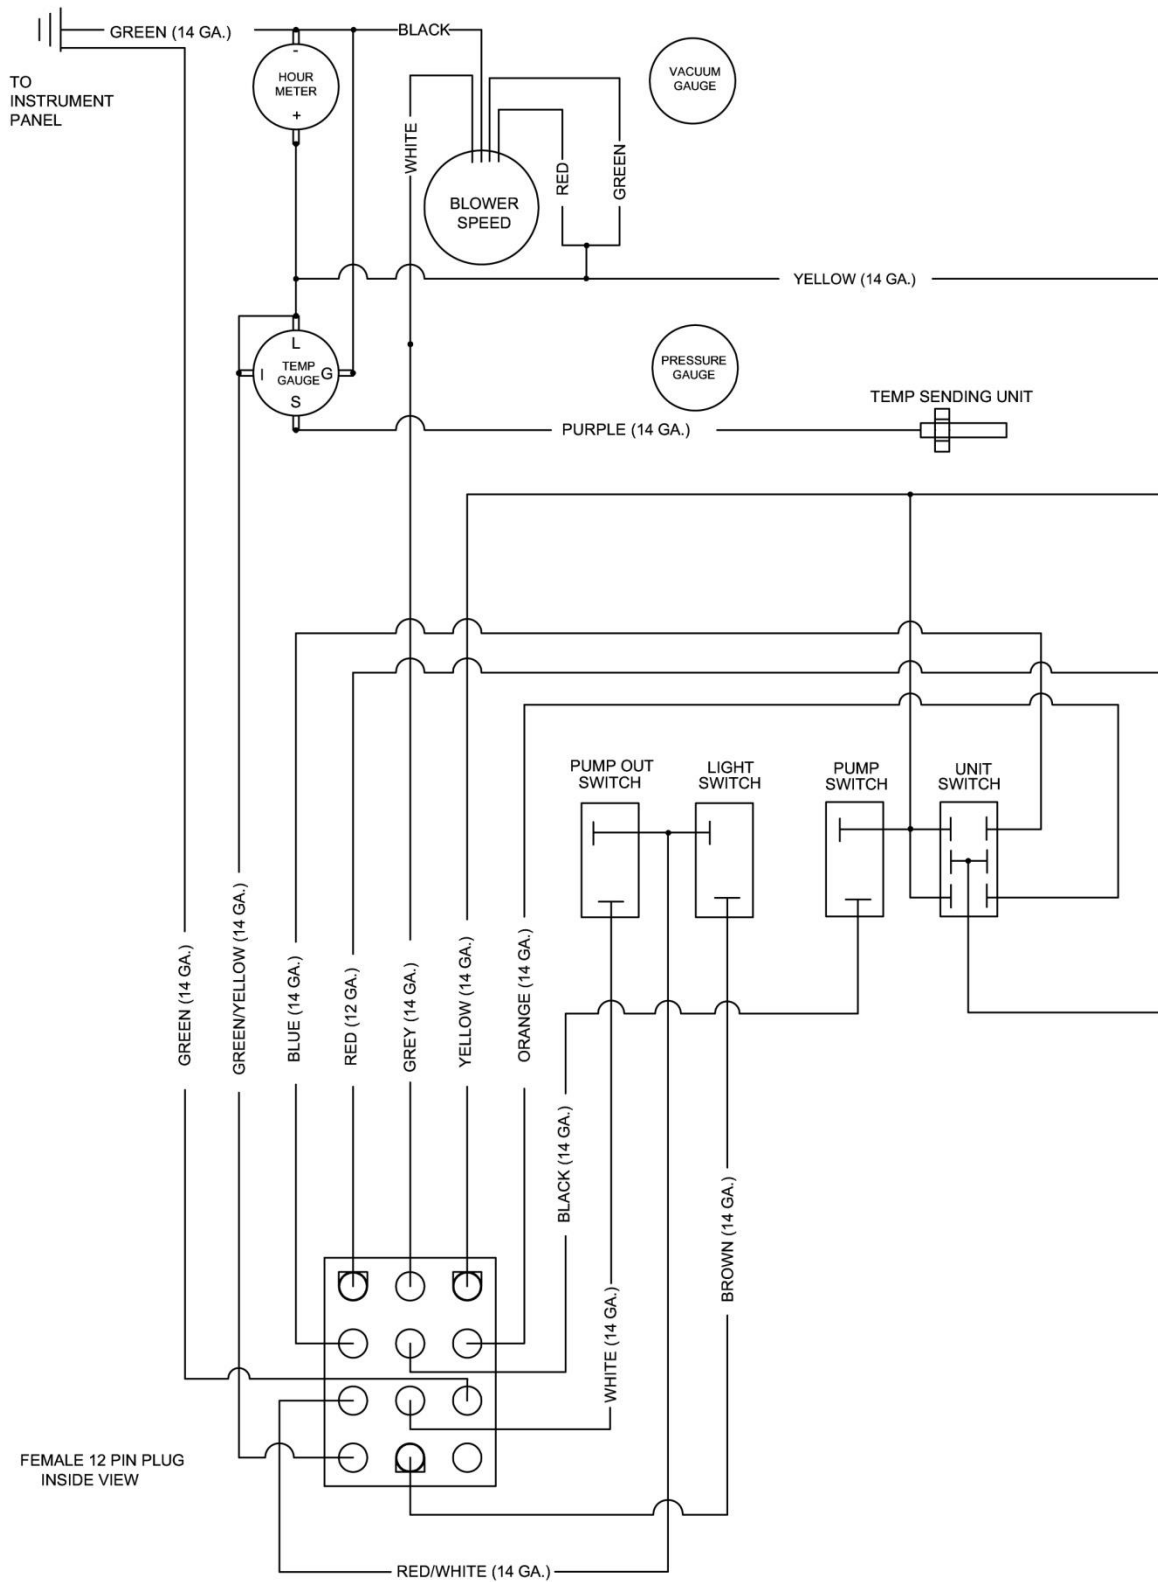 GREEN (14 GA.)
BLACK
TO
INSTRUMENT
PANEL
-
HOUR
METER
+
VACUUM
GAUGE
WHITE
BLOWER
SPEED
RED
GREEN
YELLOW (14 GA.)
L
TEMP
GAUGE
I
G
S
PRESSURE
GAUGE
TEMP SENDING UNIT
PURPLE (14 GA.)
PUMP OUT
SWITCH
LIGHT
SWITCH
PUMP
SWITCH
UNIT
SWITCH
GREEN (14 GA.)
GREEN/YELLOW (14 GA.)
BLUE (14 GA.)
RED (12 GA.)
GREY (14 GA.)
YELLOW (14 GA.)
ORANGE (14 GA.)
BLACK (14 GA.)
WHITE (14 GA.)
BROWN (14 GA.)
FEMALE 12 PIN PLUG
INSIDE VIEW
RED/WHITE (14 GA.)